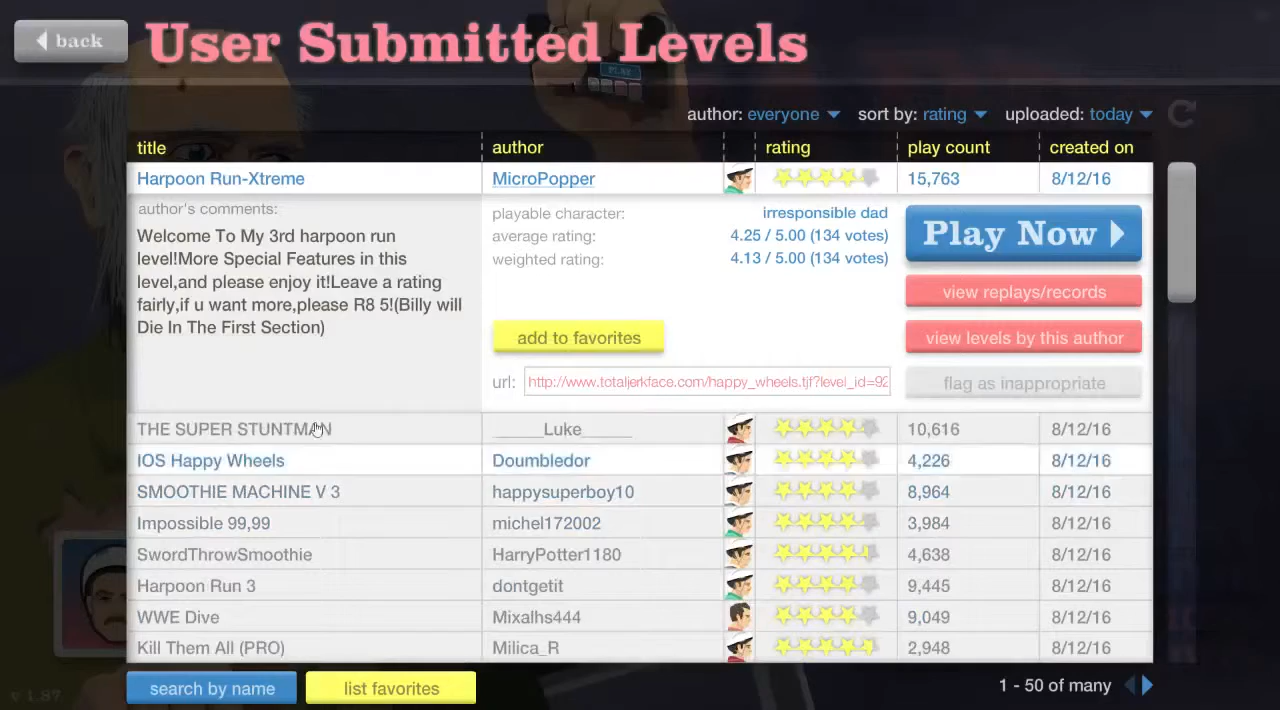 back
User Submitted Levels
PLAY
author: everyone sort by: rating uploaded: today
title author rating play count created on
Harpoon Run-Xtreme MicroPopper 15,763 8/12/16
author's comments:
Welcome To My 3rd harpoon run
level!More Special Features in this
level,and please enjoy it!Leave a rating
fairly,if u want more,please R8 5!(Billy will
Die In The First Section)
playable character: irresponsible dad
average rating: 4.25 / 5.00 (134 votes)
weighted rating: 4.13 / 5.00 (134 votes)
add to favorites
url: http://www.totaljerkface.com/happy_wheels.tjf?level_id=92
Play Now
view replays/records
view levels by this author
flag as inappropriate
THE SUPER STUNTMAN _____Luke______ 10,616 8/12/16
IOS Happy Wheels Doumbledor 4,226 8/12/16
SMOOTHIE MACHINE V 3 happysuperboy10 8,964 8/12/16
Impossible 99,99 michel172002 3,984 8/12/16
SwordThrowSmoothie HarryPotter1180 4,638 8/12/16
Harpoon Run 3 dontgetit 9,445 8/12/16
WWE Dive Mixalhs444 9,049 8/12/16
Kill Them All (PRO) Milica_R 2,948 8/12/16
v 1.87
search by name list favorites 1 - 50 of many